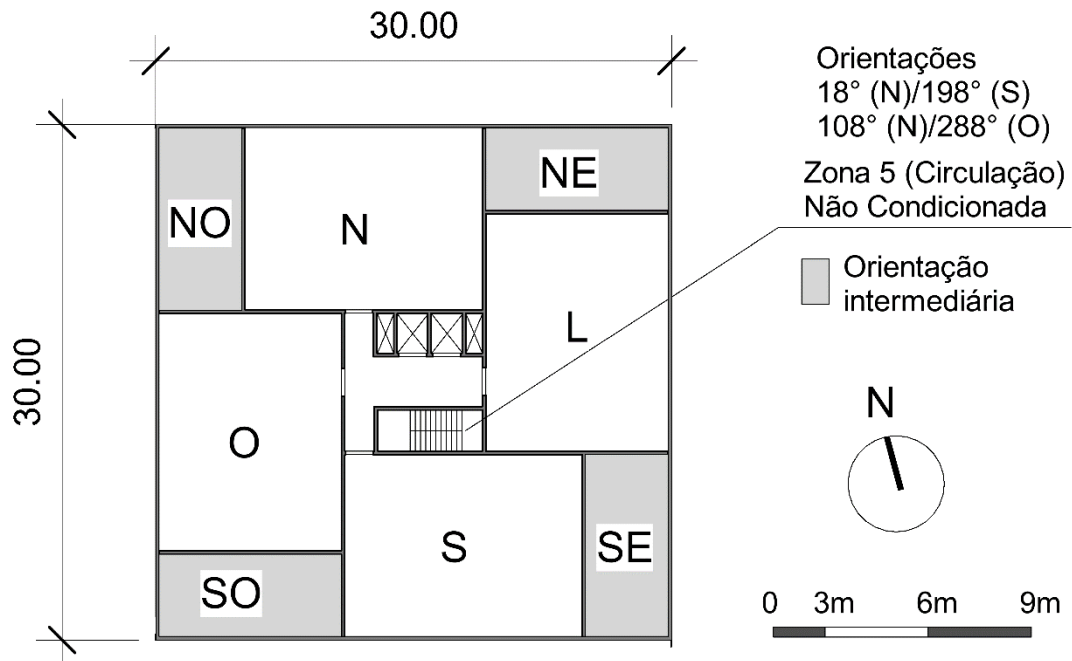 30.00
Orientações
18° (N)/198° (S)
108° (N)/288° (O)
Zona 5 (Circulação)
Não Condicionada
NO
N
NE
Orientação
intermediária
30.00
L
N
O
S
SE
SO
0 3m 6m 9m